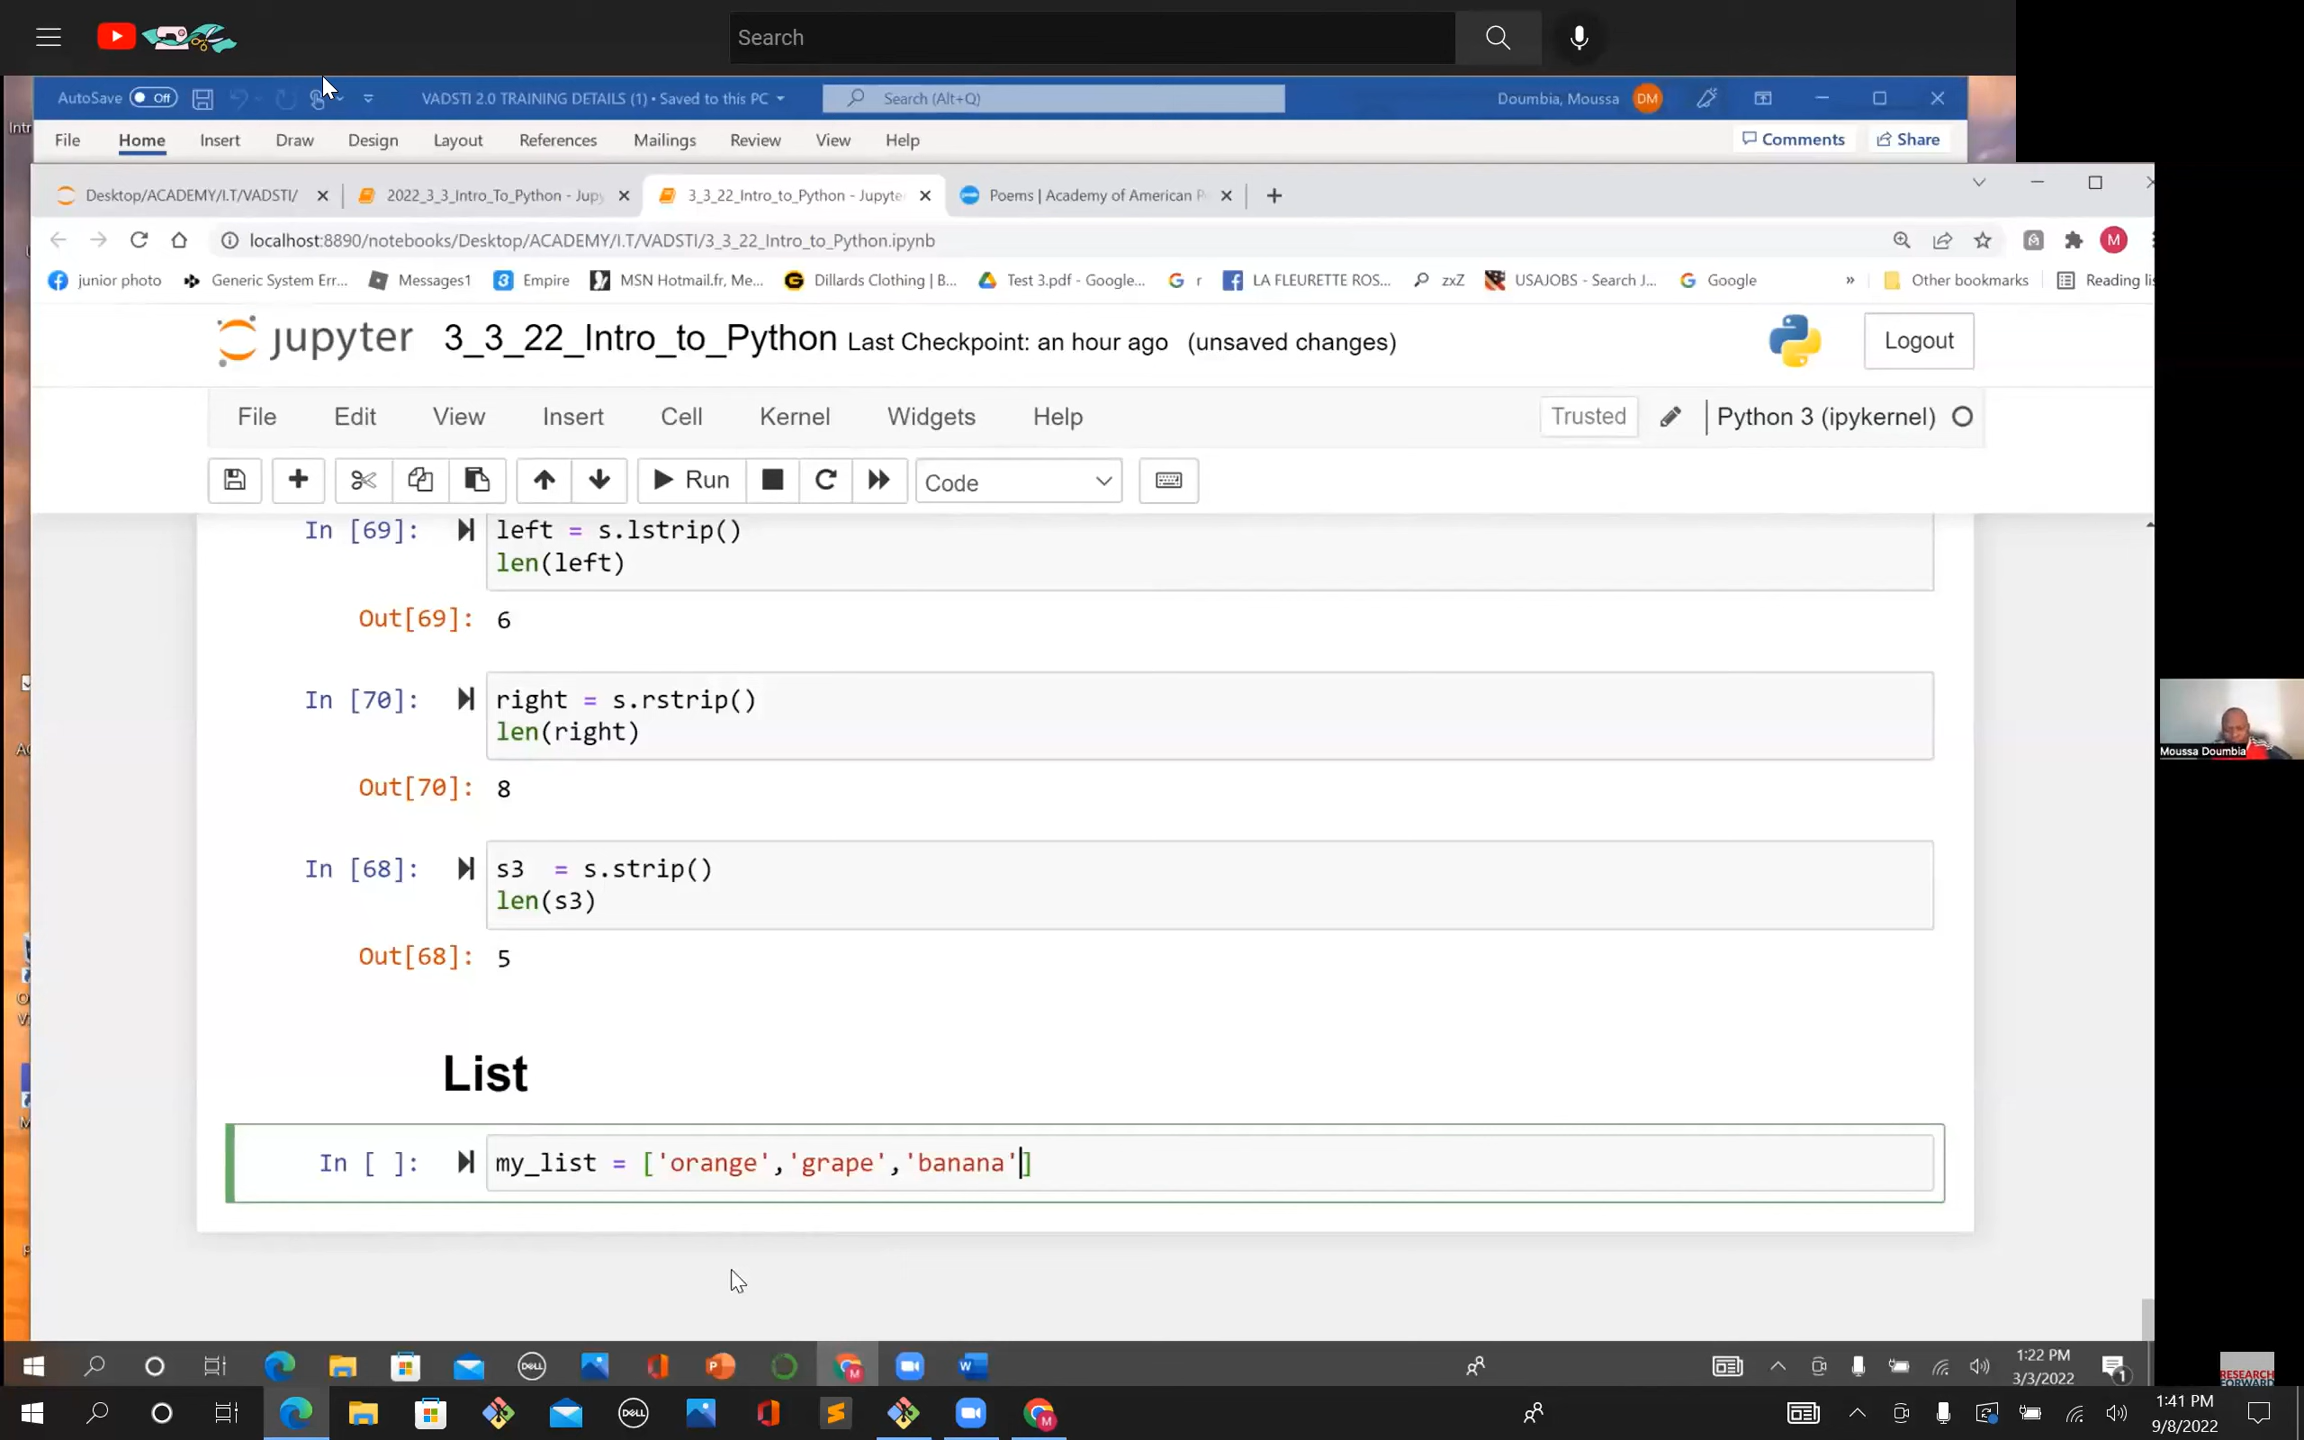 Search
AutoSave Off VADSTI 2.0 TRAINING DETAILS (1) • Saved to this PC Search (Alt+Q) Doumbia, Moussa DM
File Home Insert Draw Design Layout References Mailings Review View Help Comments Share
Desktop/ACADEMY/I.T/VADSTI/ 2022_3_3_Intro_To_Python - Jup 3_3_22_Intro_to_Python - Jupyte Poems | Academy of American P
localhost:8890/notebooks/Desktop/ACADEMY/I.T/VADSTI/3_3_22_Intro_to_Python.ipynb M
junior photo Generic System Err... Messages1 Empire MSN Hotmail.fr, Me... Dillards Clothing | B... Test 3.pdf - Google... r LA FLEURETTE ROS... zxZ USAJOBS - Search J... Google » Other bookmarks Reading lis
jupyter 3_3_22_Intro_to_Python Last Checkpoint: an hour ago (unsaved changes) Logout
File Edit View Insert Cell Kernel Widgets Help Trusted Python 3 (ipykernel)
Run Code
In [69]: left = s.lstrip()
len(left)
Out[69]: 6
In [70]: right = s.rstrip()
len(right)
Out[70]: 8
In [68]: s3  = s.strip()
len(s3)
Out[68]: 5
List
In [ ]: my_list = ['orange','grape','banana']
Moussa Doumbia
1:22 PM
3/3/2022
RESEARCH
FORWARD
1:41 PM
9/8/2022